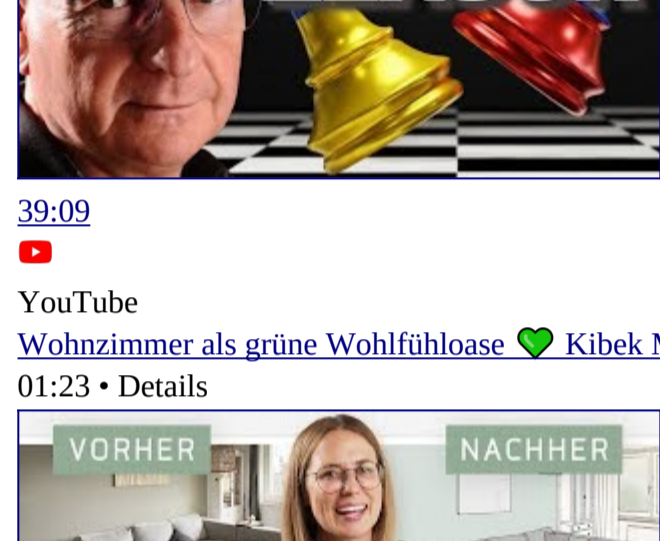 39:09
YouTube
Wohnzimmer als grüne Wohlfühloase 💚 Kibek
01:23 • Details
VORHER
NACHHER